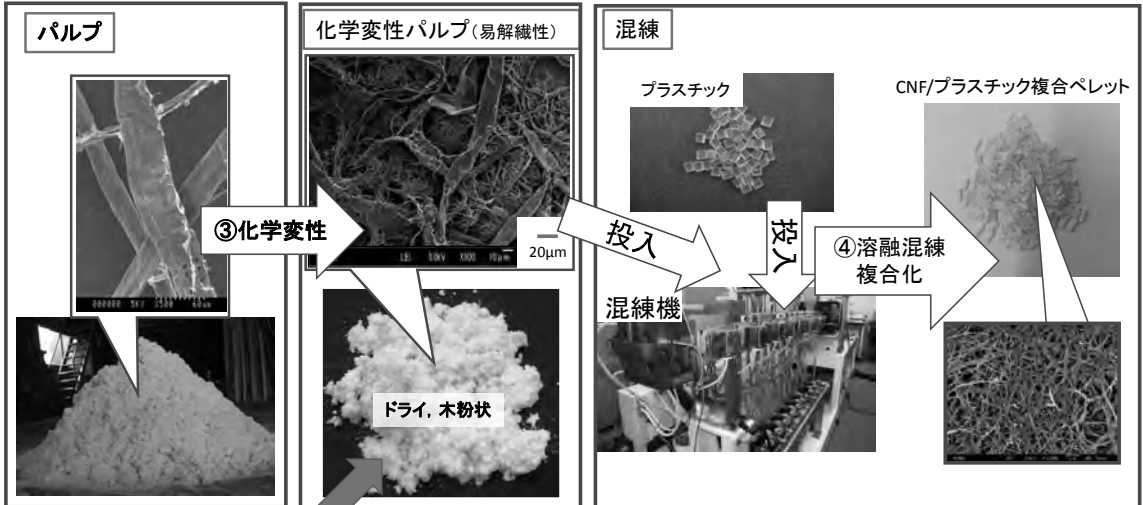 パルプ
化学変性パルプ(易解繊性)
混練
プラスチック
CNF/プラスチック複合ペレット
③化学変性
20μm
投入
投入
④溶融混練
複合化
混練機
ドライ, 木粉状